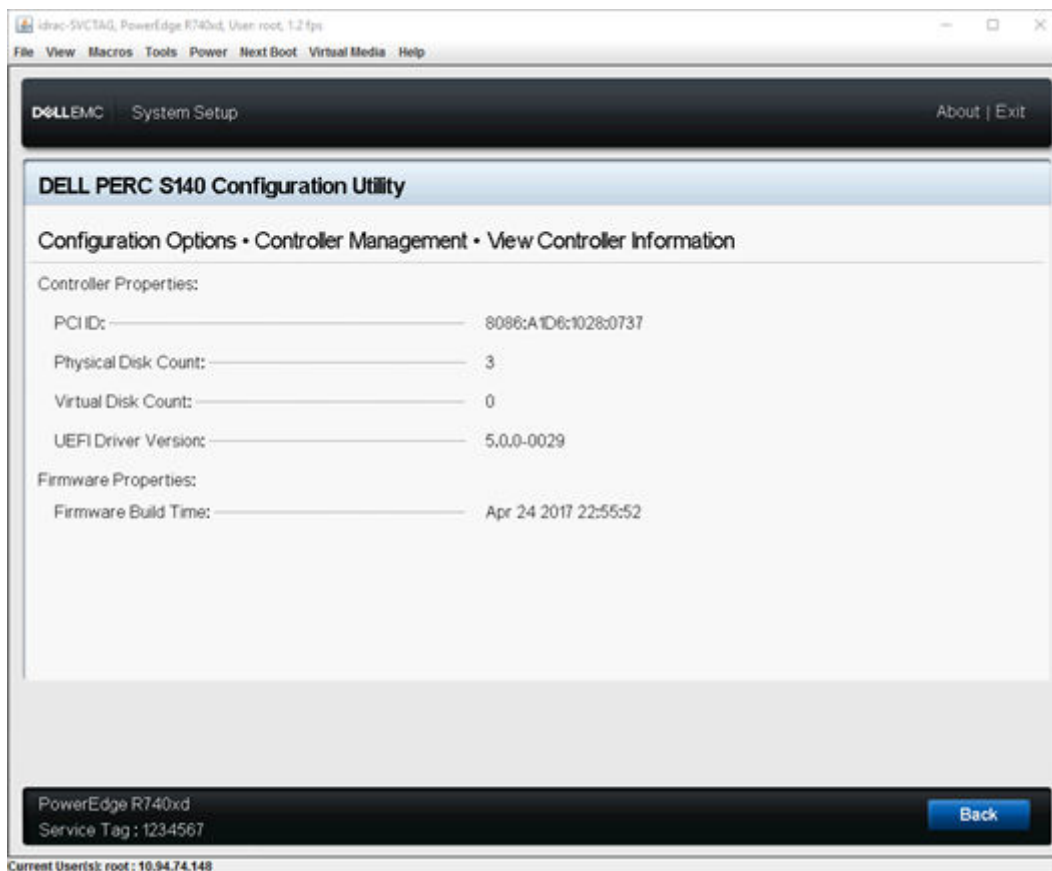 idrac-SVCTAG, PowerEdge R740xd, User: root, 1.2 fps
File View Macros Tools Power Next Boot Virtual Media Help
DELLEMC System Setup About | Exit
DELL PERC S140 Configuration Utility
Configuration Options • Controller Management • View Controller Information
Controller Properties:
PCI ID: 8086:A1D6:1028:0737
Physical Disk Count: 3
Virtual Disk Count: 0
UEFI Driver Version: 5.0.0-0029
Firmware Properties:
Firmware Build Time: Apr 24 2017 22:55:52
PowerEdge R740xd
Service Tag : 1234567
Back
Current User(s): root : 10.94.74.148